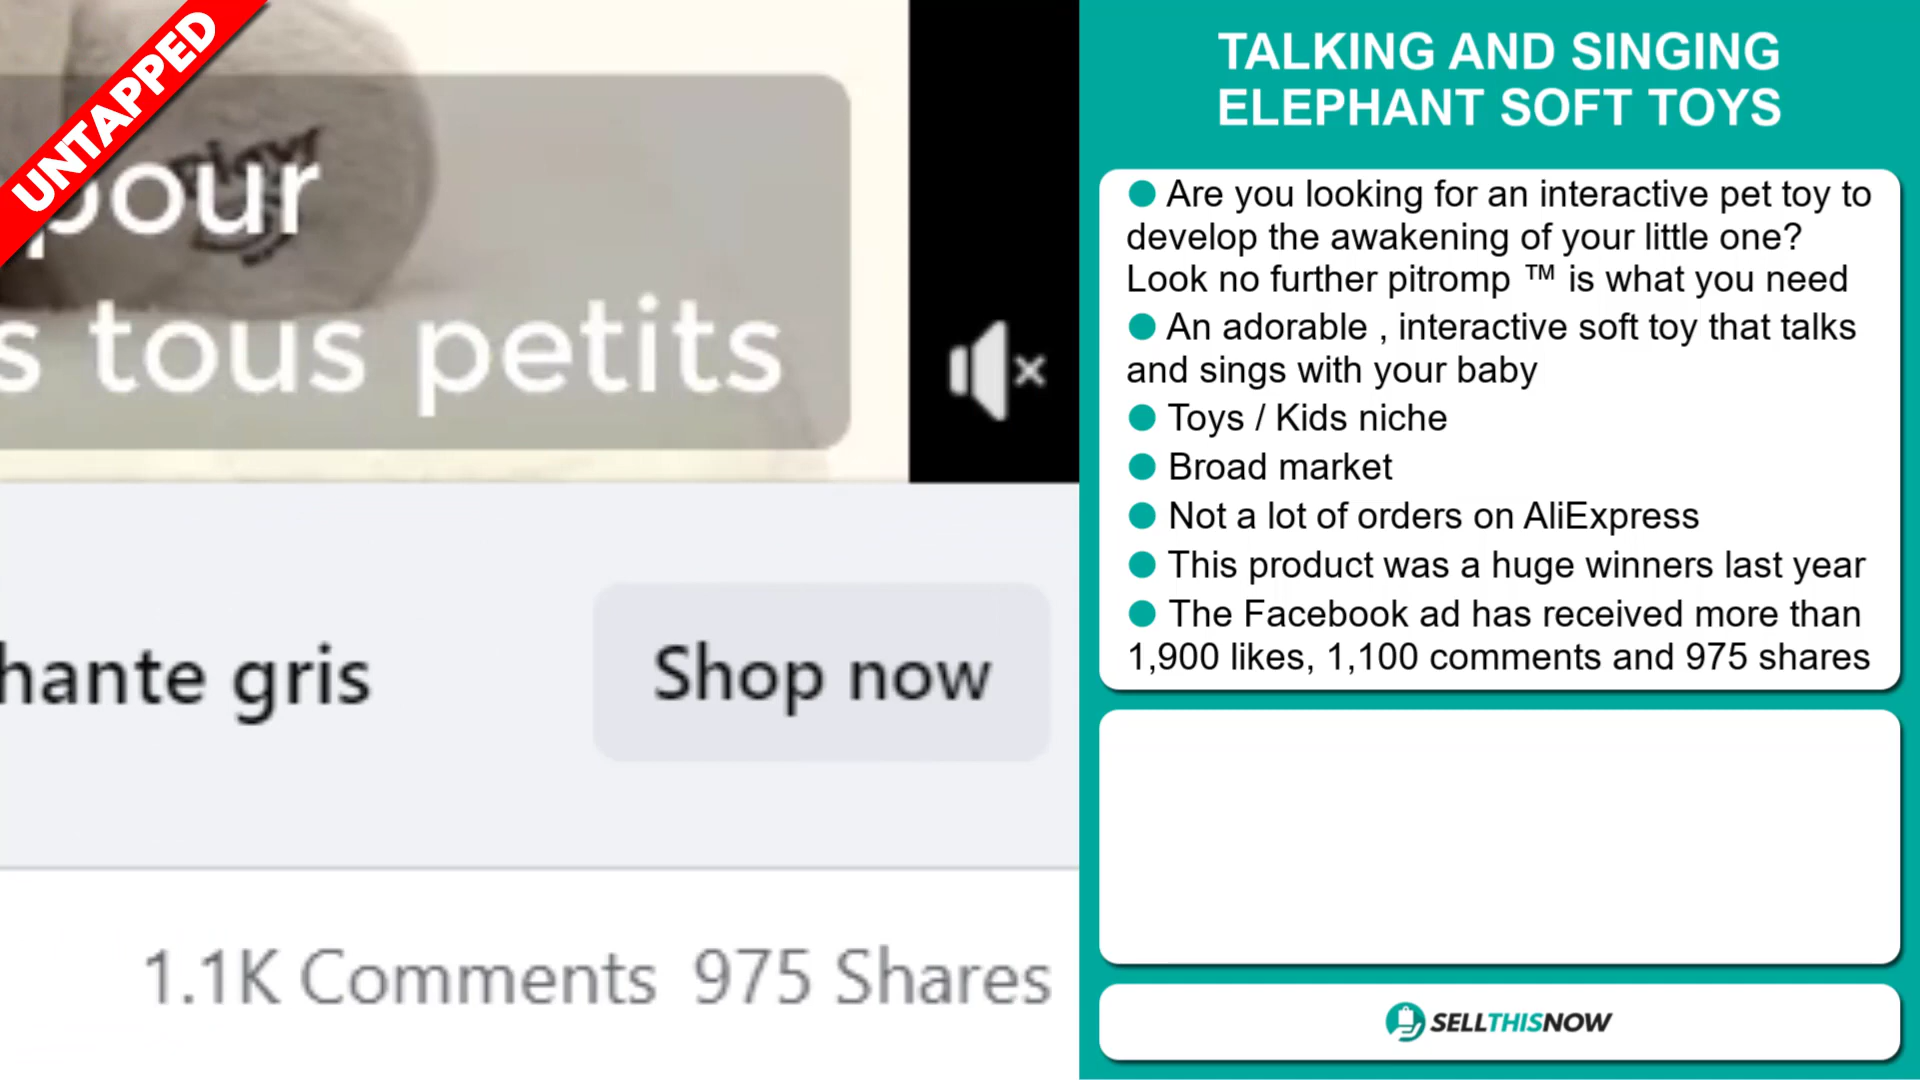 UNTAPPED
pour
s tous petits
hante gris
Shop now
1.1K Comments 975 Shares
TALKING AND SINGING
ELEPHANT SOFT TOYS
● Are you looking for an interactive pet toy to
develop the awakening of your little one?
Look no further pitromp ™ is what you need
● An adorable , interactive soft toy that talks
and sings with your baby
● Toys / Kids niche
● Broad market
● Not a lot of orders on AliExpress
● This product was a huge winners last year
● The Facebook ad has received more than
1,900 likes, 1,100 comments and 975 shares
SELLTHISNOW